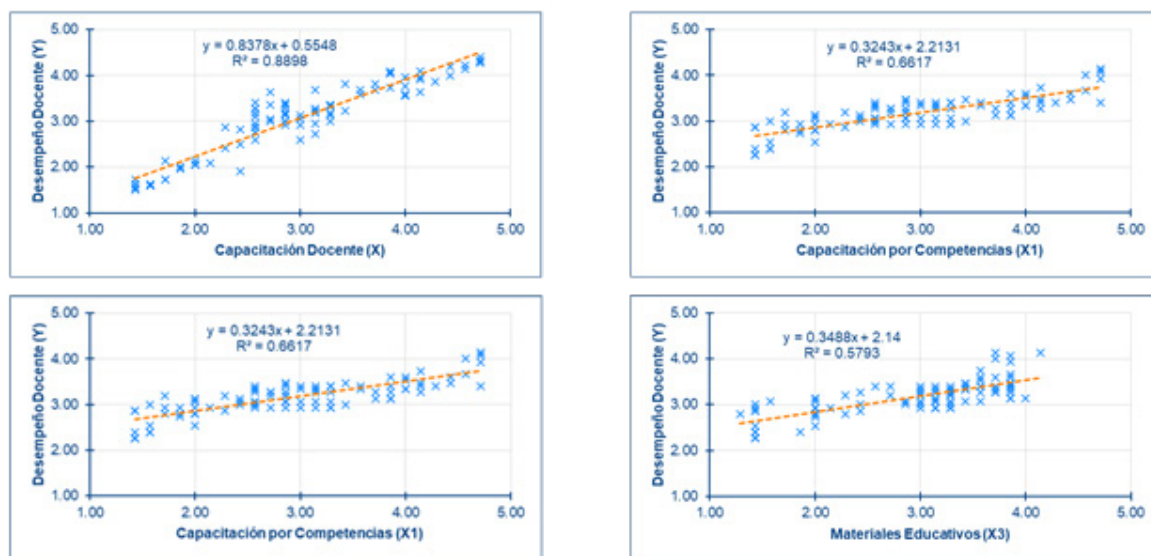 5.00
4.00
3.00
2.00
1.00
Desempeño Docente (Y)
y = 0.8378x + 0.5548
R² = 0.8898
1.00 2.00 3.00 4.00 5.00
Capacitación Docente (X)
5.00
4.00
3.00
2.00
1.00
Desempeño Docente (Y)
y = 0.3243x + 2.2131
R² = 0.6617
1.00 2.00 3.00 4.00 5.00
Capacitación por Competencias (X1)
5.00
4.00
3.00
2.00
1.00
Desempeño Docente (Y)
y = 0.3243x + 2.2131
R² = 0.6617
1.00 2.00 3.00 4.00 5.00
Capacitación por Competencias (X1)
5.00
4.00
3.00
2.00
1.00
Desempeño Docente (Y)
y = 0.3488x + 2.14
R² = 0.5793
1.00 2.00 3.00 4.00 5.00
Materiales Educativos (X3)